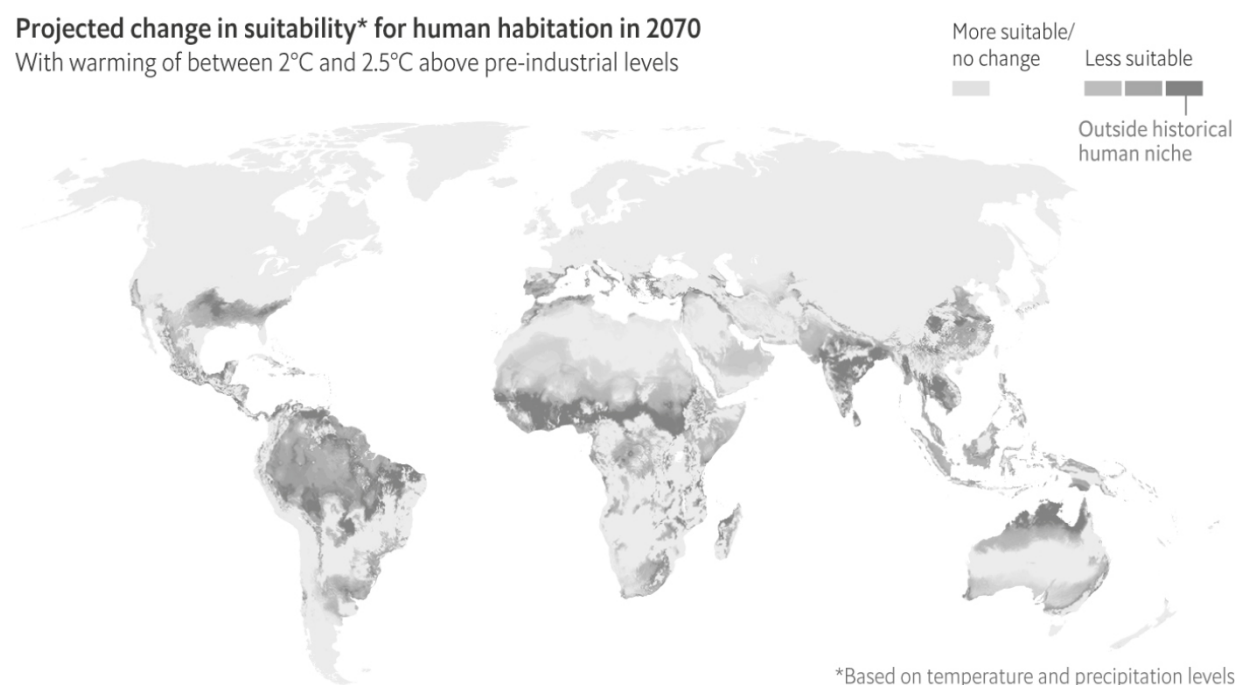 Projected change in suitability* for human habitation in 2070
With warming of between 2°C and 2.5°C above pre-industrial levels
More suitable/
no change
Less suitable
Outside historical
human niche
*Based on temperature and precipitation levels